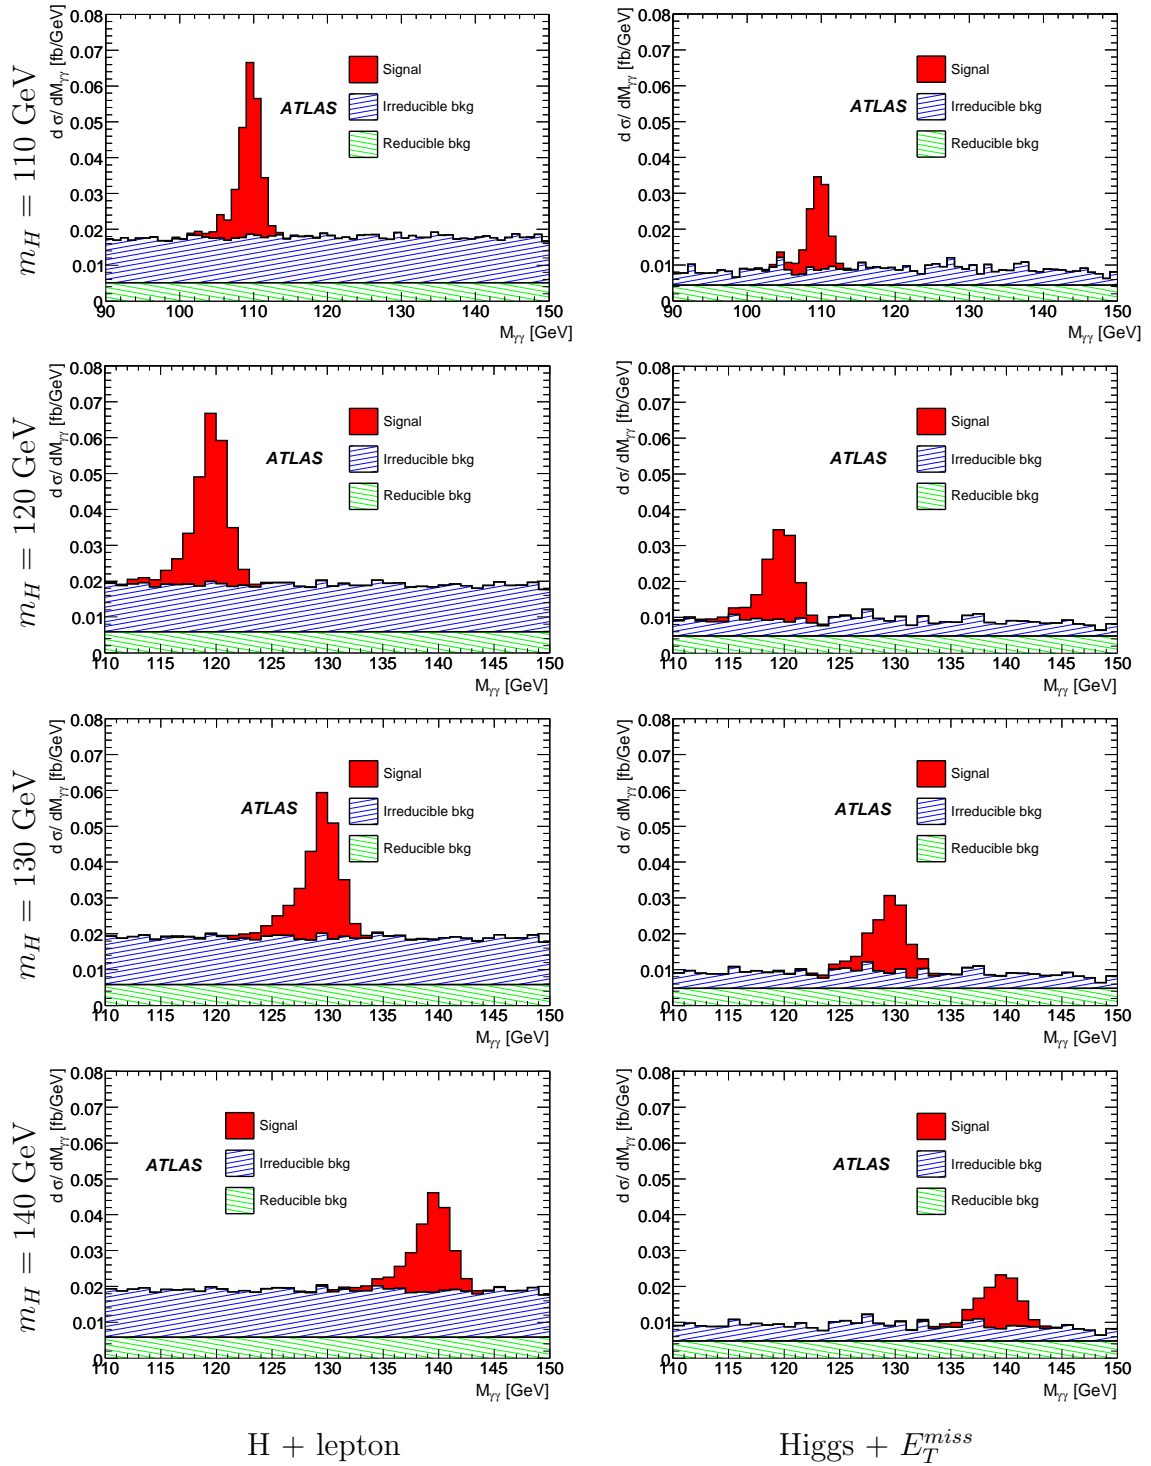 m_H = 110 GeV
d σ/ dM_γγ [fb/GeV]
0.08
0.07
0.06
0.05
0.04
0.03
0.02
0.01
0
Signal
Irreducible bkg
Reducible bkg
ATLAS
90 100 110 120 130 140 150
M_γγ [GeV]
d σ/ dM_γγ [fb/GeV]
0.08
0.07
0.06
0.05
0.04
0.03
0.02
0.01
0
Signal
Irreducible bkg
Reducible bkg
ATLAS
90 100 110 120 130 140 150
M_γγ [GeV]
m_H = 120 GeV
d σ/ dM_γγ [fb/GeV]
0.08
0.07
0.06
0.05
0.04
0.03
0.02
0.01
0
Signal
Irreducible bkg
Reducible bkg
ATLAS
110 115 120 125 130 135 140 145 150
M_γγ [GeV]
d σ/ dM_γγ [fb/GeV]
0.08
0.07
0.06
0.05
0.04
0.03
0.02
0.01
0
Signal
Irreducible bkg
Reducible bkg
ATLAS
110 115 120 125 130 135 140 145 150
M_γγ [GeV]
m_H = 130 GeV
d σ/ dM_γγ [fb/GeV]
0.08
0.07
0.06
0.05
0.04
0.03
0.02
0.01
0
Signal
Irreducible bkg
Reducible bkg
ATLAS
110 115 120 125 130 135 140 145 150
M_γγ [GeV]
d σ/ dM_γγ [fb/GeV]
0.08
0.07
0.06
0.05
0.04
0.03
0.02
0.01
0
Signal
Irreducible bkg
Reducible bkg
ATLAS
110 115 120 125 130 135 140 145 150
M_γγ [GeV]
m_H = 140 GeV
d σ/ dM_γγ [fb/GeV]
0.08
0.07
0.06
0.05
0.04
0.03
0.02
0.01
0
Signal
Irreducible bkg
Reducible bkg
ATLAS
110 115 120 125 130 135 140 145 150
M_γγ [GeV]
d σ/ dM_γγ [fb/GeV]
0.08
0.07
0.06
0.05
0.04
0.03
0.02
0.01
0
Signal
Irreducible bkg
Reducible bkg
ATLAS
110 115 120 125 130 135 140 145 150
M_γγ [GeV]
H + lepton
Higgs + E_T^miss